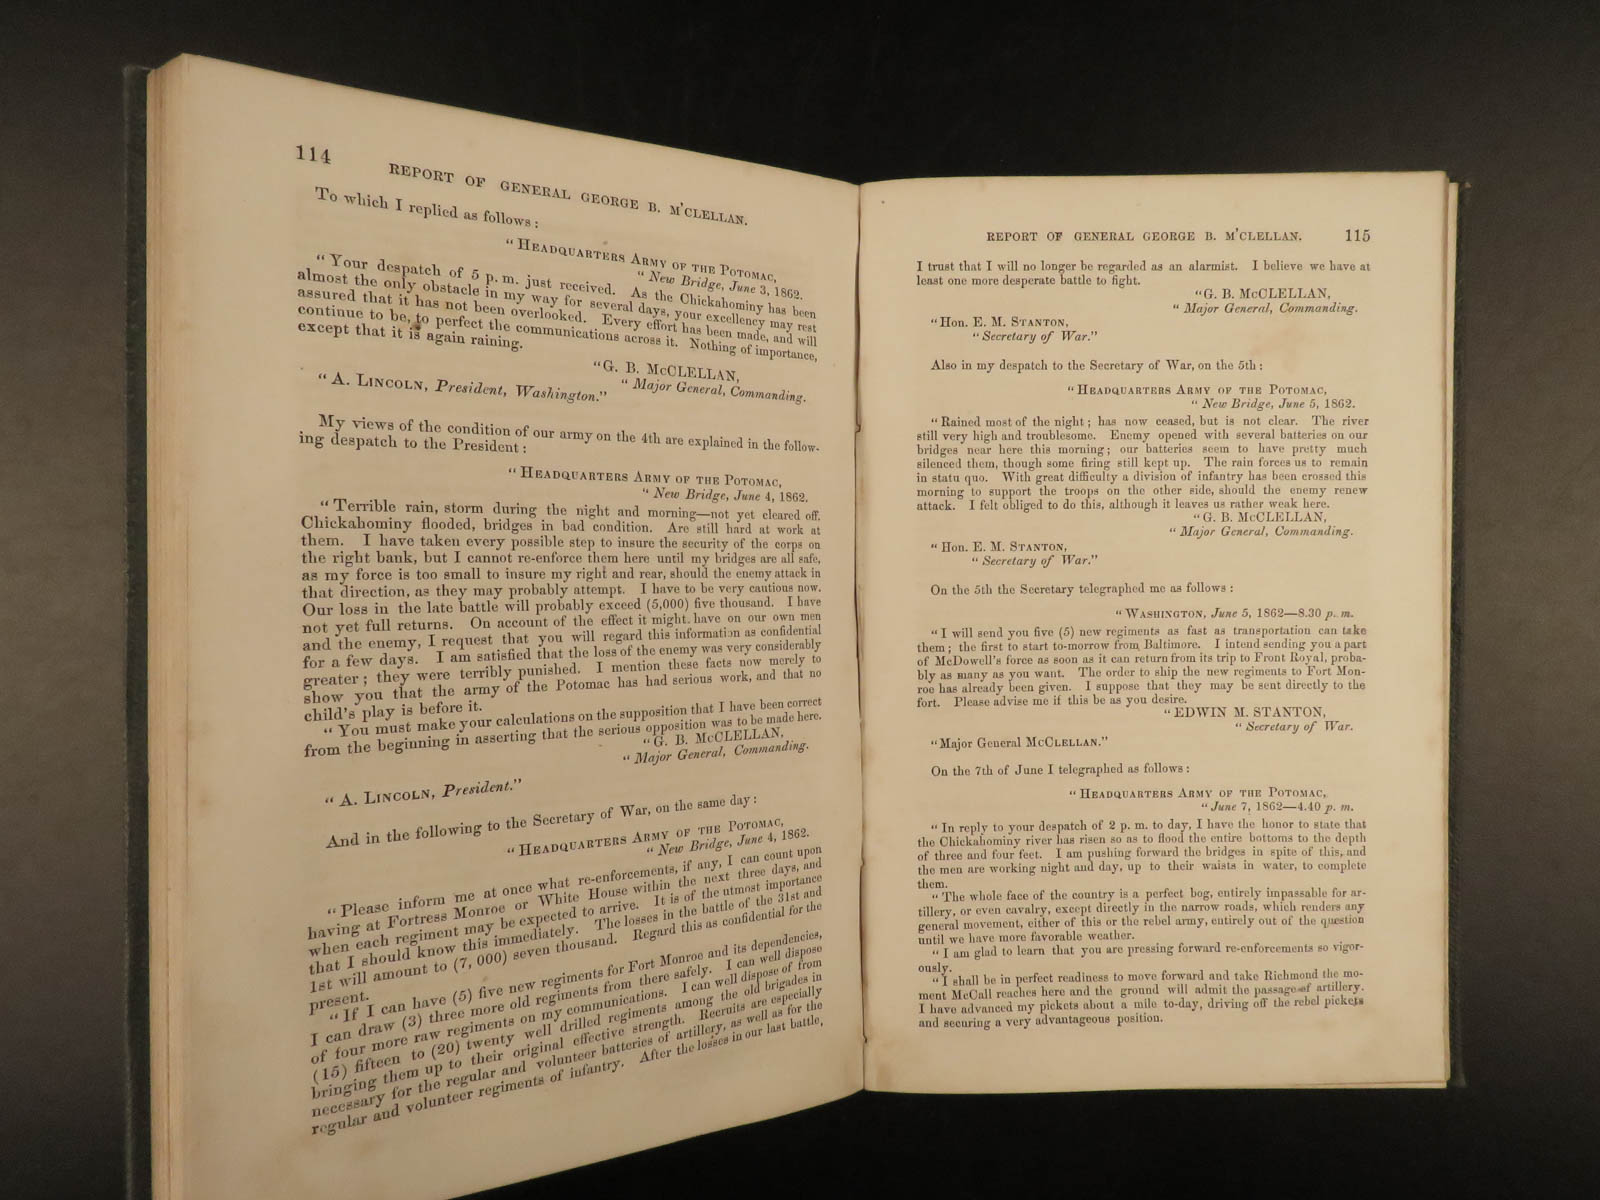 114
REPORT OF GENERAL GEORGE B. M'CLELLAN.
To which I replied as follows:
"HEADQUARTERS ARMY OF THE POTOMAC,
"New Bridge, June 3, 1862.
"Your despatch of 5 p. m. just received. As the Chickahominy has been
almost the only obstacle in my way for several days, your excellency may rest
assured that it has not been overlooked. Every effort has been made, and will
continue to be, to perfect the communications across it. Nothing of importance,
except that it is again raining.
"G. B. McCLELLAN,
"Major General, Commanding.
"A. LINCOLN, President, Washington."
My views of the condition of our army on the 4th are explained in the follow-
ing despatch to the President:
"HEADQUARTERS ARMY OF THE POTOMAC,
"New Bridge, June 4, 1862.
"Terrible rain, storm during the night and morning—not yet cleared off.
Chickahominy flooded, bridges in bad condition. Are still hard at work at
them. I have taken every possible step to insure the security of the corps on
the right bank, but I cannot re-enforce them here until my bridges are all safe,
as my force is too small to insure my right and rear, should the enemy attack in
that direction, as they may probably attempt. I have to be very cautious now.
Our loss in the late battle will probably exceed (5,000) five thousand. I have
not yet full returns. On account of the effect it might have on our own men
and the enemy, I request that you will regard this information as confidential
for a few days. I am satisfied that the loss of the enemy was very considerably
greater; they were terribly punished. I mention these facts now merely to
show you that the army of the Potomac has had serious work, and that no
child's play is before it.
"You must make your calculations on the supposition that I have been correct
from the beginning in asserting that the serious opposition was to be made here.
"G. B. McCLELLAN,
"Major General, Commanding.
"A. LINCOLN, President."
And in the following to the Secretary of War, on the same day:
"HEADQUARTERS ARMY OF THE POTOMAC,
"New Bridge, June 4, 1862.
"Please inform me at once what re-enforcements, if any, I can count upon
having at Fortress Monroe or White House within the next three days, and
when each regiment may be expected to arrive. It is of the utmost importance
that I should know this immediately. The losses in the battle of the 31st and
1st will amount to (7,000) seven thousand. Regard this as confidential for the
present.
"If I can have (5) five new regiments for Fort Monroe and its dependencies,
I can draw (3) three more old regiments from there safely. I can well dispose
of four more raw regiments on my communications. I can well dispose of from
(15) fifteen to (20) twenty well drilled regiments among the old brigades in
bringing them up to their original effective strength. Recruits are especially
necessary for the regular and volunteer batteries of artillery, as well as for the
regular and volunteer regiments of infantry. After the losses in our last battle,
REPORT OF GENERAL GEORGE B. M'CLELLAN. 115
I trust that I will no longer be regarded as an alarmist. I believe we have at
least one more desperate battle to fight.
"G. B. McCLELLAN,
"Major General, Commanding.
"Hon. E. M. STANTON,
"Secretary of War."
Also in my despatch to the Secretary of War, on the 5th:
"HEADQUARTERS ARMY OF THE POTOMAC,
"New Bridge, June 5, 1862.
"Rained most of the night; has now ceased, but is not clear. The river
still very high and troublesome. Enemy opened with several batteries on our
bridges near here this morning; our batteries seem to have pretty much
silenced them, though some firing still kept up. The rain forces us to remain
in statu quo. With great difficulty a division of infantry has been crossed this
morning to support the troops on the other side, should the enemy renew
attack. I felt obliged to do this, although it leaves us rather weak here.
"G. B. McCLELLAN,
"Major General, Commanding.
"Hon. E. M. STANTON,
"Secretary of War."
On the 5th the Secretary telegraphed me as follows:
"WASHINGTON, June 5, 1862—8.30 p. m.
"I will send you five (5) new regiments as fast as transportation can take
them; the first to start to-morrow from Baltimore. I intend sending you a part
of McDowell's force as soon as it can return from its trip to Front Royal, proba-
bly as many as you want. The order to ship the new regiments to Fort Mon-
roe has already been given. I suppose that they may be sent directly to the
fort. Please advise me if this be as you desire.
"EDWIN M. STANTON,
"Secretary of War.
"Major General McCLELLAN."
On the 7th of June I telegraphed as follows:
"HEADQUARTERS ARMY OF THE POTOMAC,
"June 7, 1862—4.40 p. m.
"In reply to your despatch of 2 p. m. to day, I have the honor to state that
the Chickahominy river has risen so as to flood the entire bottoms to the depth
of three and four feet. I am pushing forward the bridges in spite of this, and
the men are working night and day, up to their waists in water, to complete
them.
"The whole face of the country is a perfect bog, entirely impassable for ar-
tillery, or even cavalry, except directly in the narrow roads, which renders any
general movement, either of this or the rebel army, entirely out of the question
until we have more favorable weather.
"I am glad to learn that you are pressing forward re-enforcements so vigor-
ously.
"I shall be in perfect readiness to move forward and take Richmond the mo-
ment McCall reaches here and the ground will admit the passage of artillery.
I have advanced my pickets about a mile to-day, driving off the rebel pickets
and securing a very advantageous position.